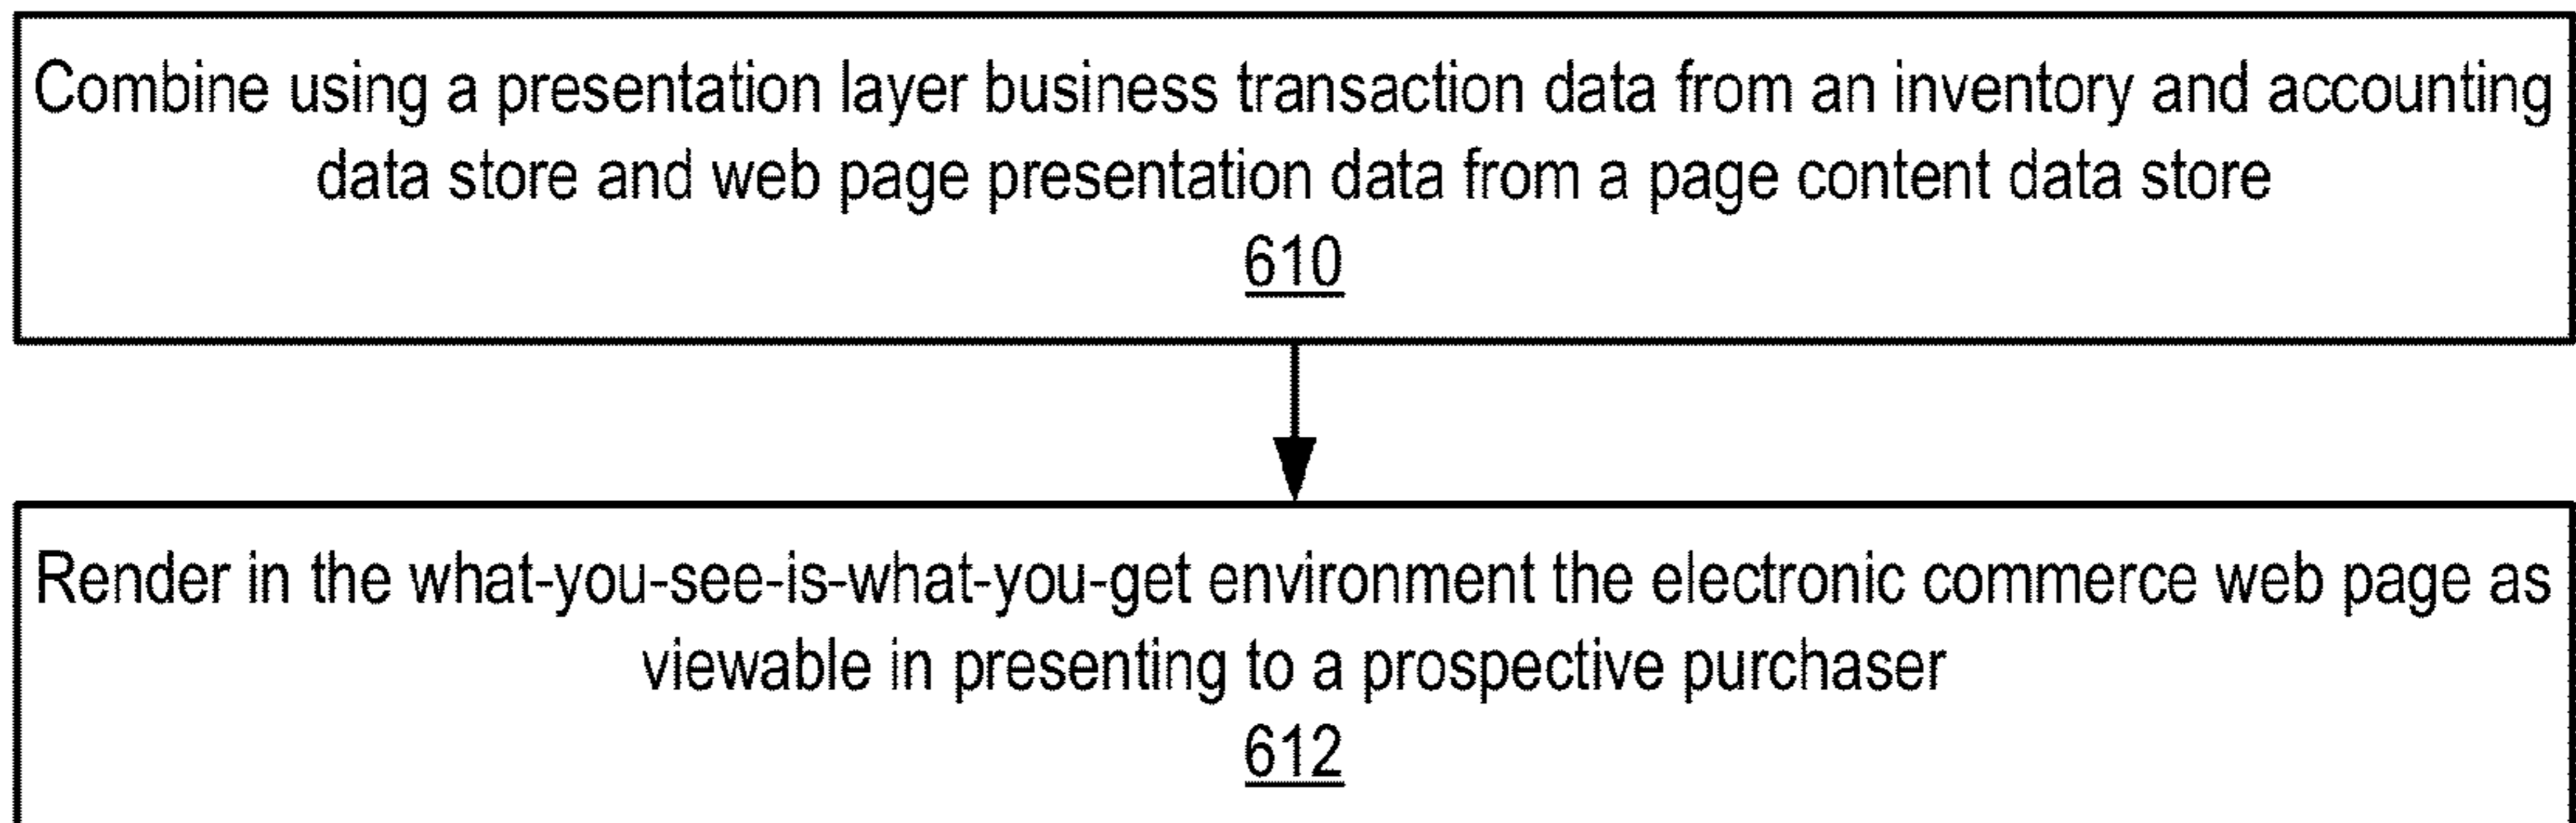 Combine using a presentation layer business transaction data from an inventory and accounting
data store and web page presentation data from a page content data store
610
Render in the what-you-see-is-what-you-get environment the electronic commerce web page as
viewable in presenting to a prospective purchaser
612